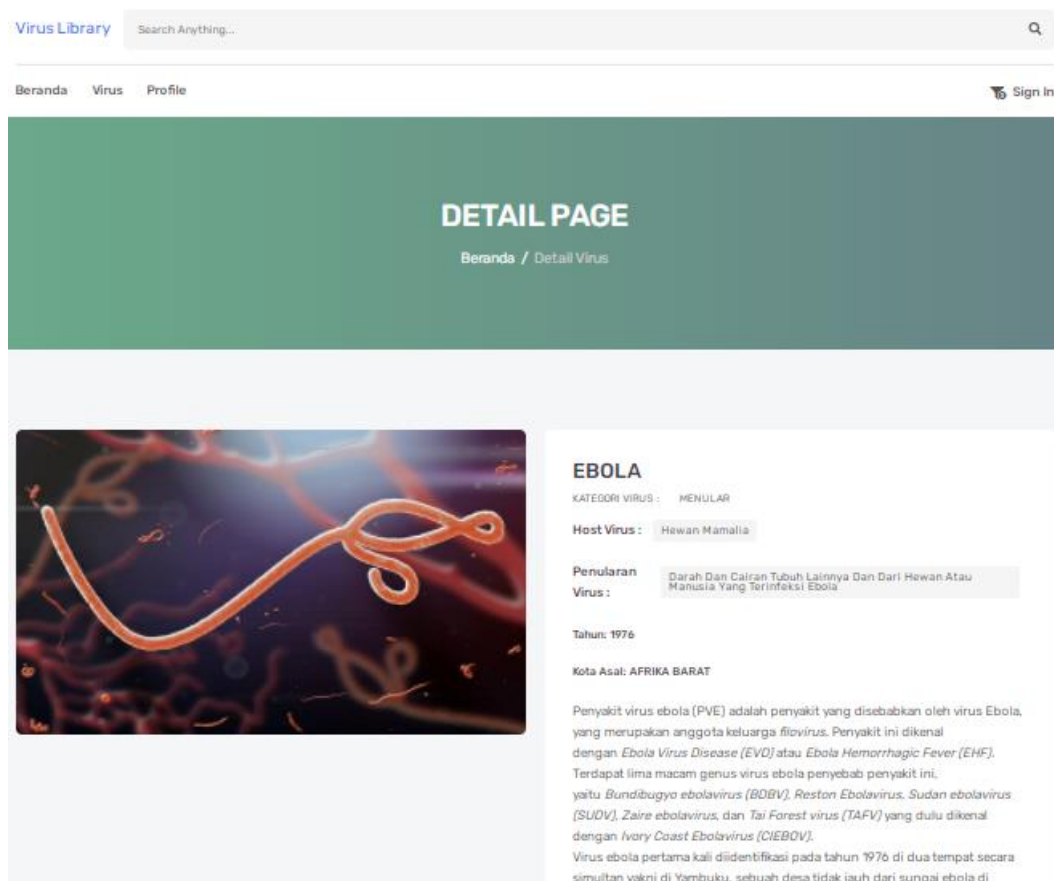 Virus Library
Search Anything...
Beranda Virus Profile
Sign In
DETAIL PAGE
Beranda / Detail Virus
EBOLA
KATEGORI VIRUS : MENULAR
Host Virus : Hewan Mamalia
Penularan Virus :
Darah Dan Cairan Tubuh Lainnya Dan Dari Hewan Atau
Manusia Yang Terinfeksi Ebola
Tahun: 1976
Kota Asal: AFRIKA BARAT
Penyakit virus ebola (PVE) adalah penyakit yang disebabkan oleh virus Ebola,
yang merupakan anggota keluarga filovirus. Penyakit ini dikenal
dengan Ebola Virus Disease (EVD) atau Ebola Hemorrhagic Fever (EHF).
Terdapat lima macam genus virus ebola penyebab penyakit ini,
yaitu Bundibugyo ebolavirus (BDBV), Reston Ebolavirus, Sudan ebolavirus
(SUDV), Zaire ebolavirus, dan Tai Forest virus (TAFV) yang dulu dikenal
dengan Ivory Coast Ebolavirus (CIEBOV).
Virus ebola pertama kali diidentifikasi pada tahun 1976 di dua tempat secara
simultan yakni di Yambuku, sebuah desa tidak jauh dari sungai ebola di